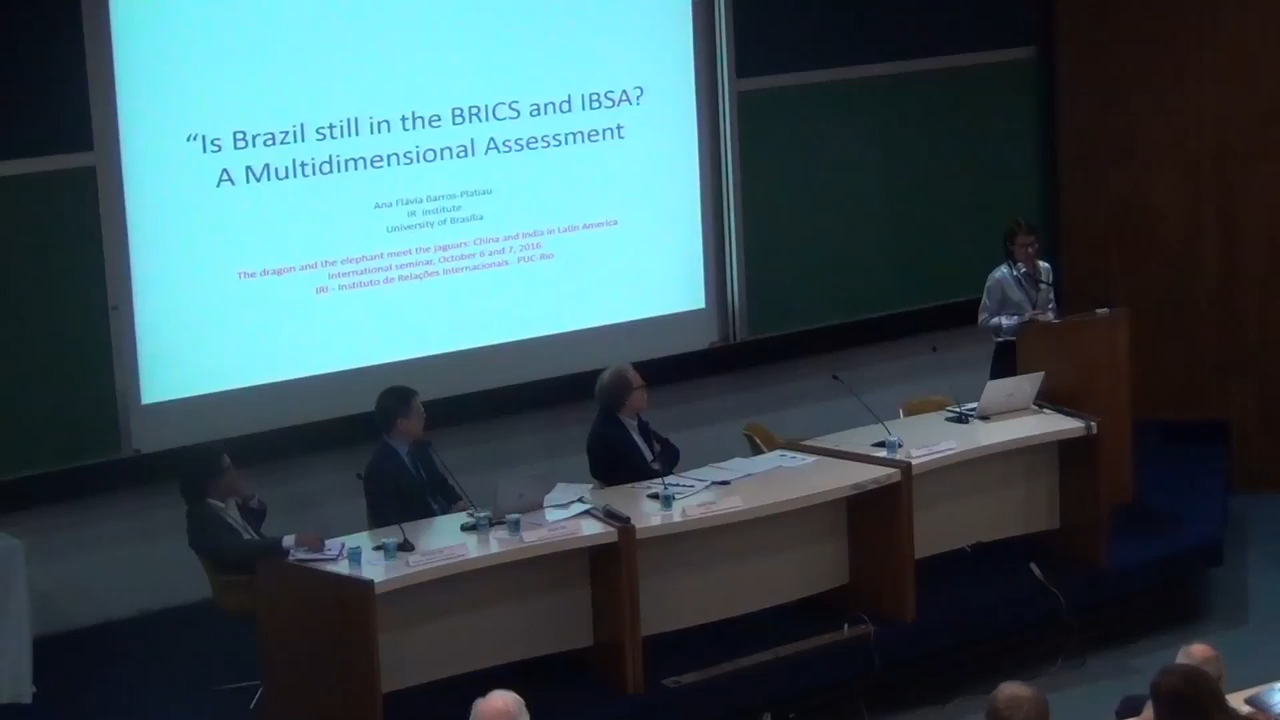 “Is Brazil still in the BRICS and IBSA?
A Multidimensional Assessment
Ana Flávia Barros-Platiau
IR Institute
University of Brasília
The dragon and the elephant meet the jaguars: China and India in Latin America
International seminar, October 6 and 7, 2016
IRI - Instituto de Relações Internacionais - PUC-Rio